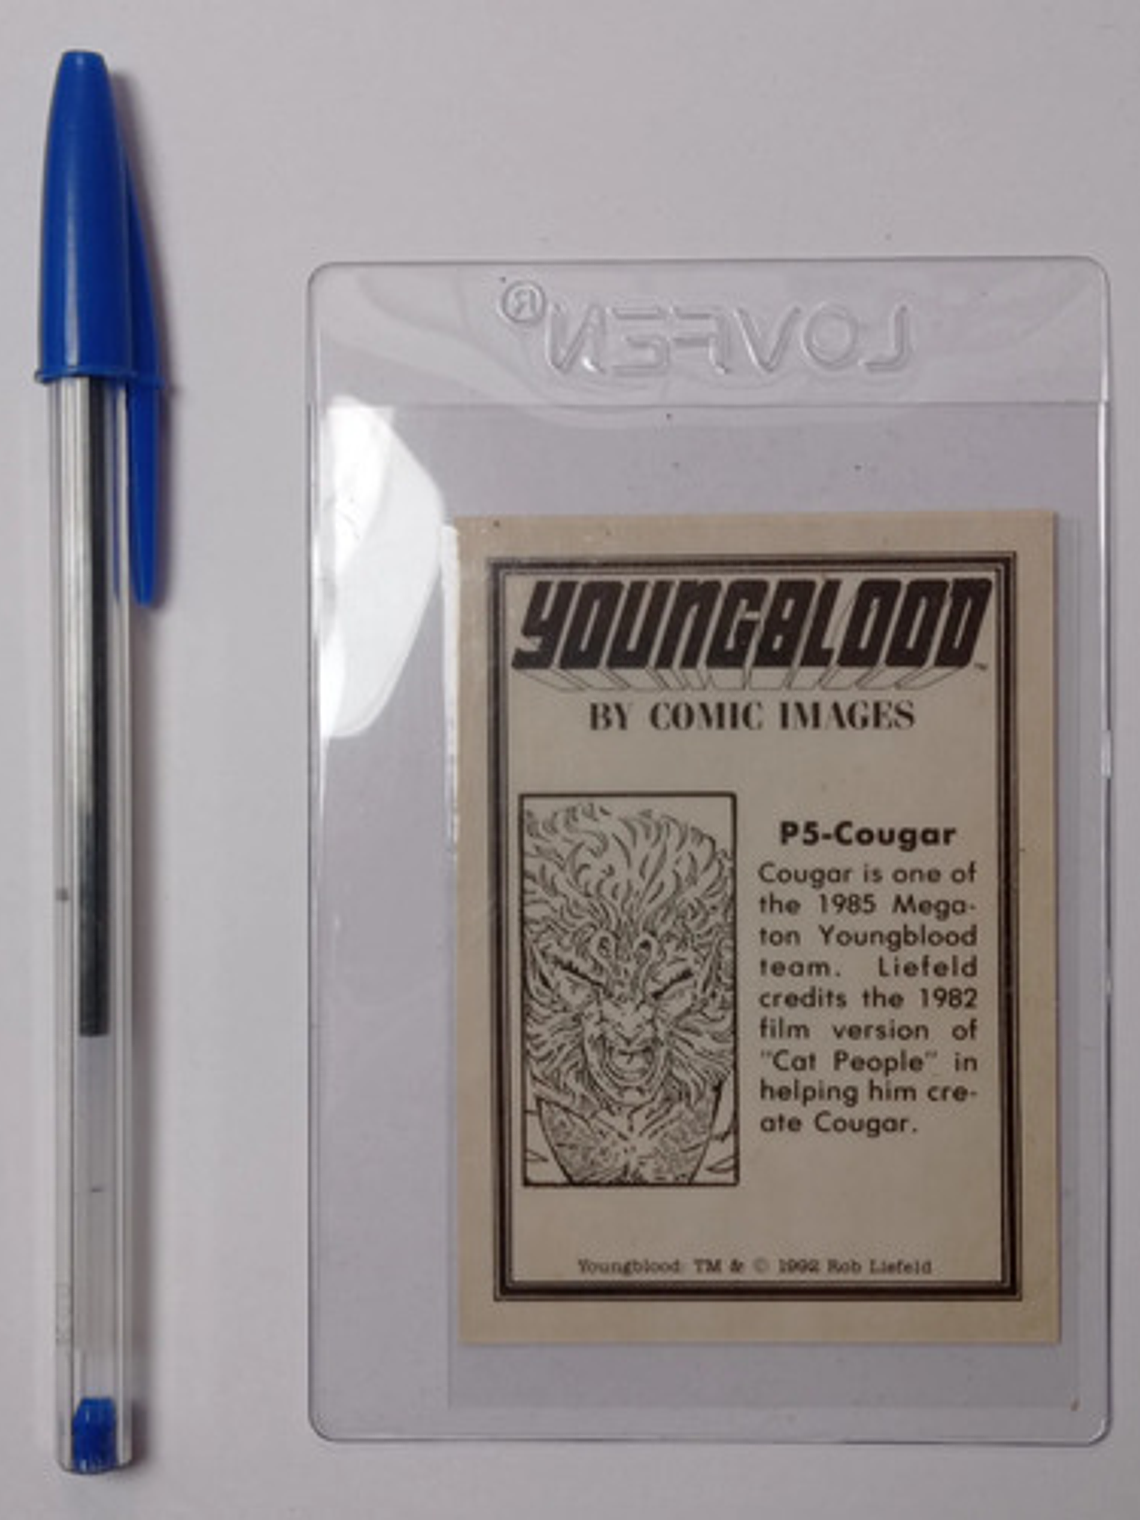 LOVFEN®
YOUNGBLOOD™
BY COMIC IMAGES
P5-Cougar
Cougar is one of
the 1985 Mega-
ton Youngblood
team. Liefeld
credits the 1982
film version of
"Cat People" in
helping him cre-
ate Cougar.
Youngblood: TM & © 1992 Rob Liefeld